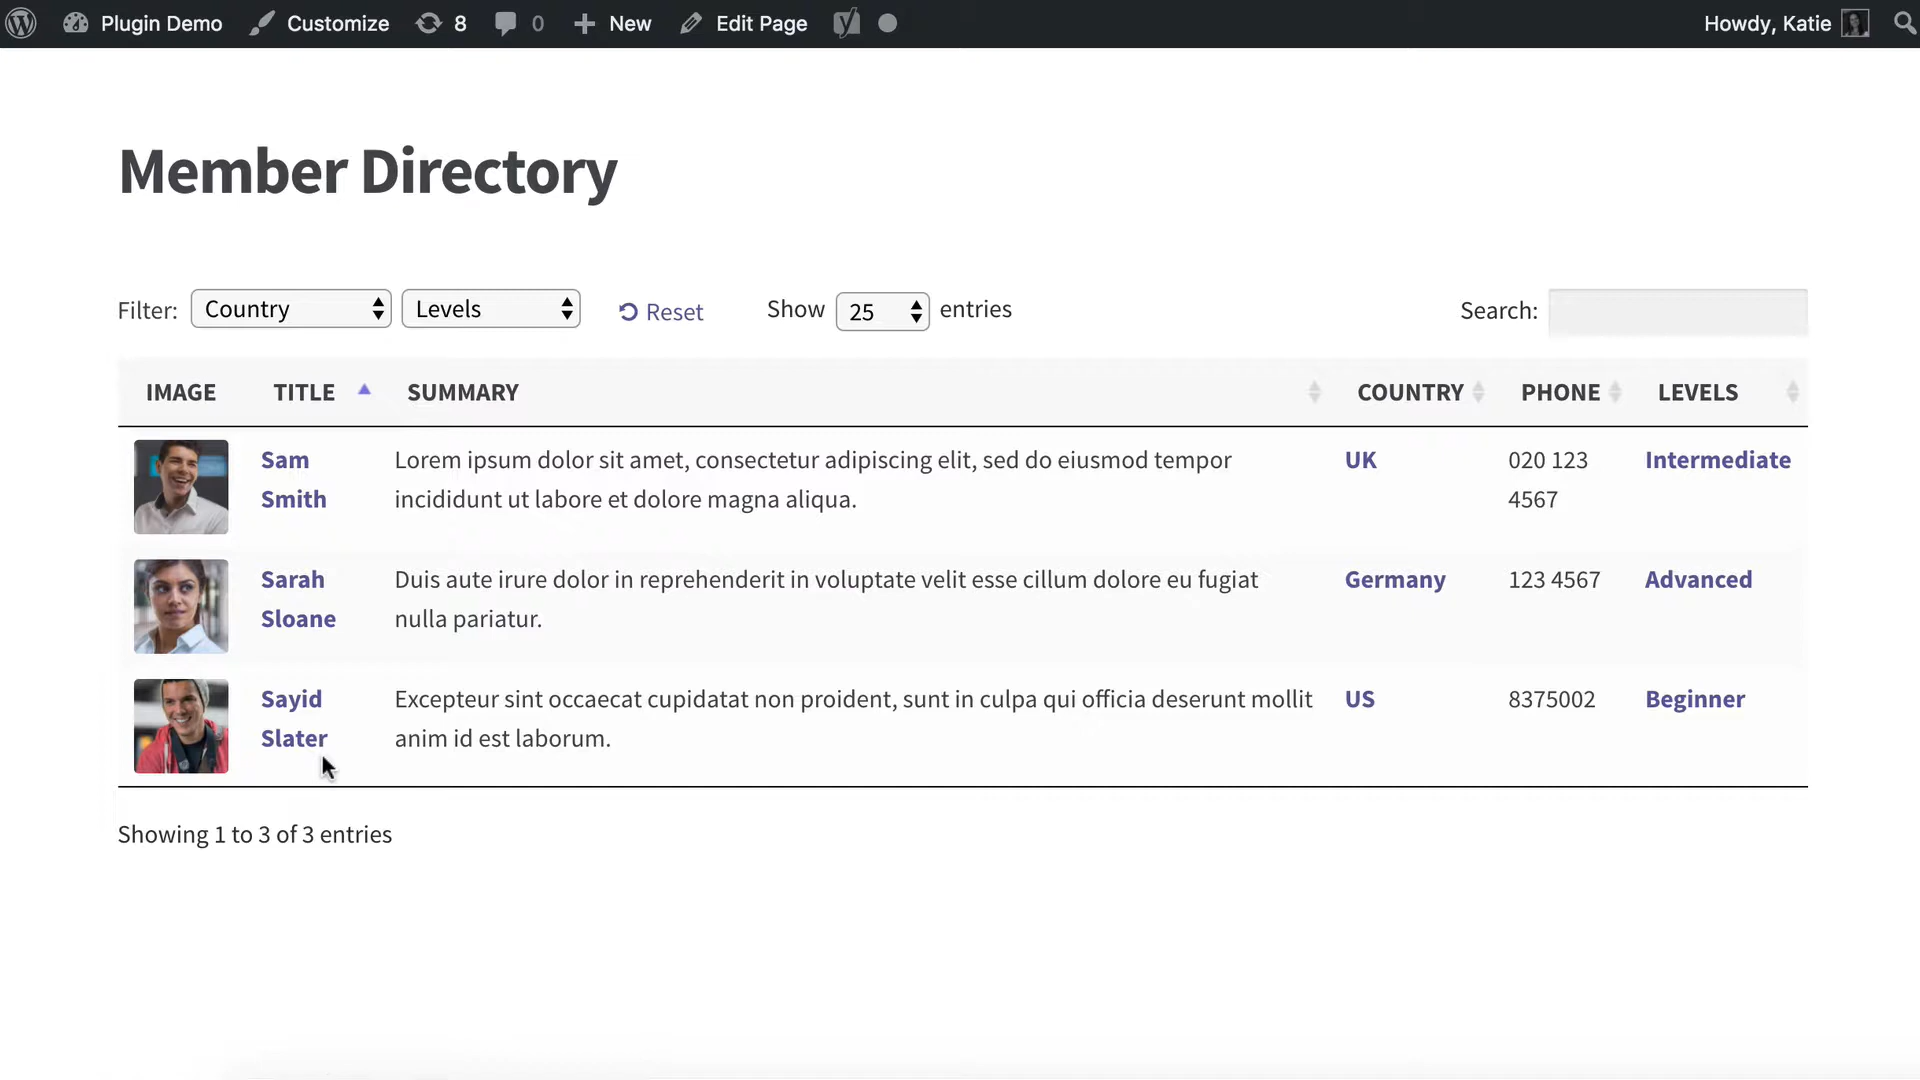 Plugin Demo Customize 8 0 New Edit Page Howdy, Katie
Member Directory
Filter: Country Levels Reset Show 25 entries Search:
IMAGE TITLE SUMMARY COUNTRY PHONE LEVELS
Sam Lorem ipsum dolor sit amet, consectetur adipiscing elit, sed do eiusmod tempor UK 020 123 Intermediate
Smith incididunt ut labore et dolore magna aliqua. 4567
Sarah Duis aute irure dolor in reprehenderit in voluptate velit esse cillum dolore eu fugiat Germany 123 4567 Advanced
Sloane nulla pariatur.
Sayid Excepteur sint occaecat cupidatat non proident, sunt in culpa qui officia deserunt mollit US 8375002 Beginner
Slater anim id est laborum.
Showing 1 to 3 of 3 entries